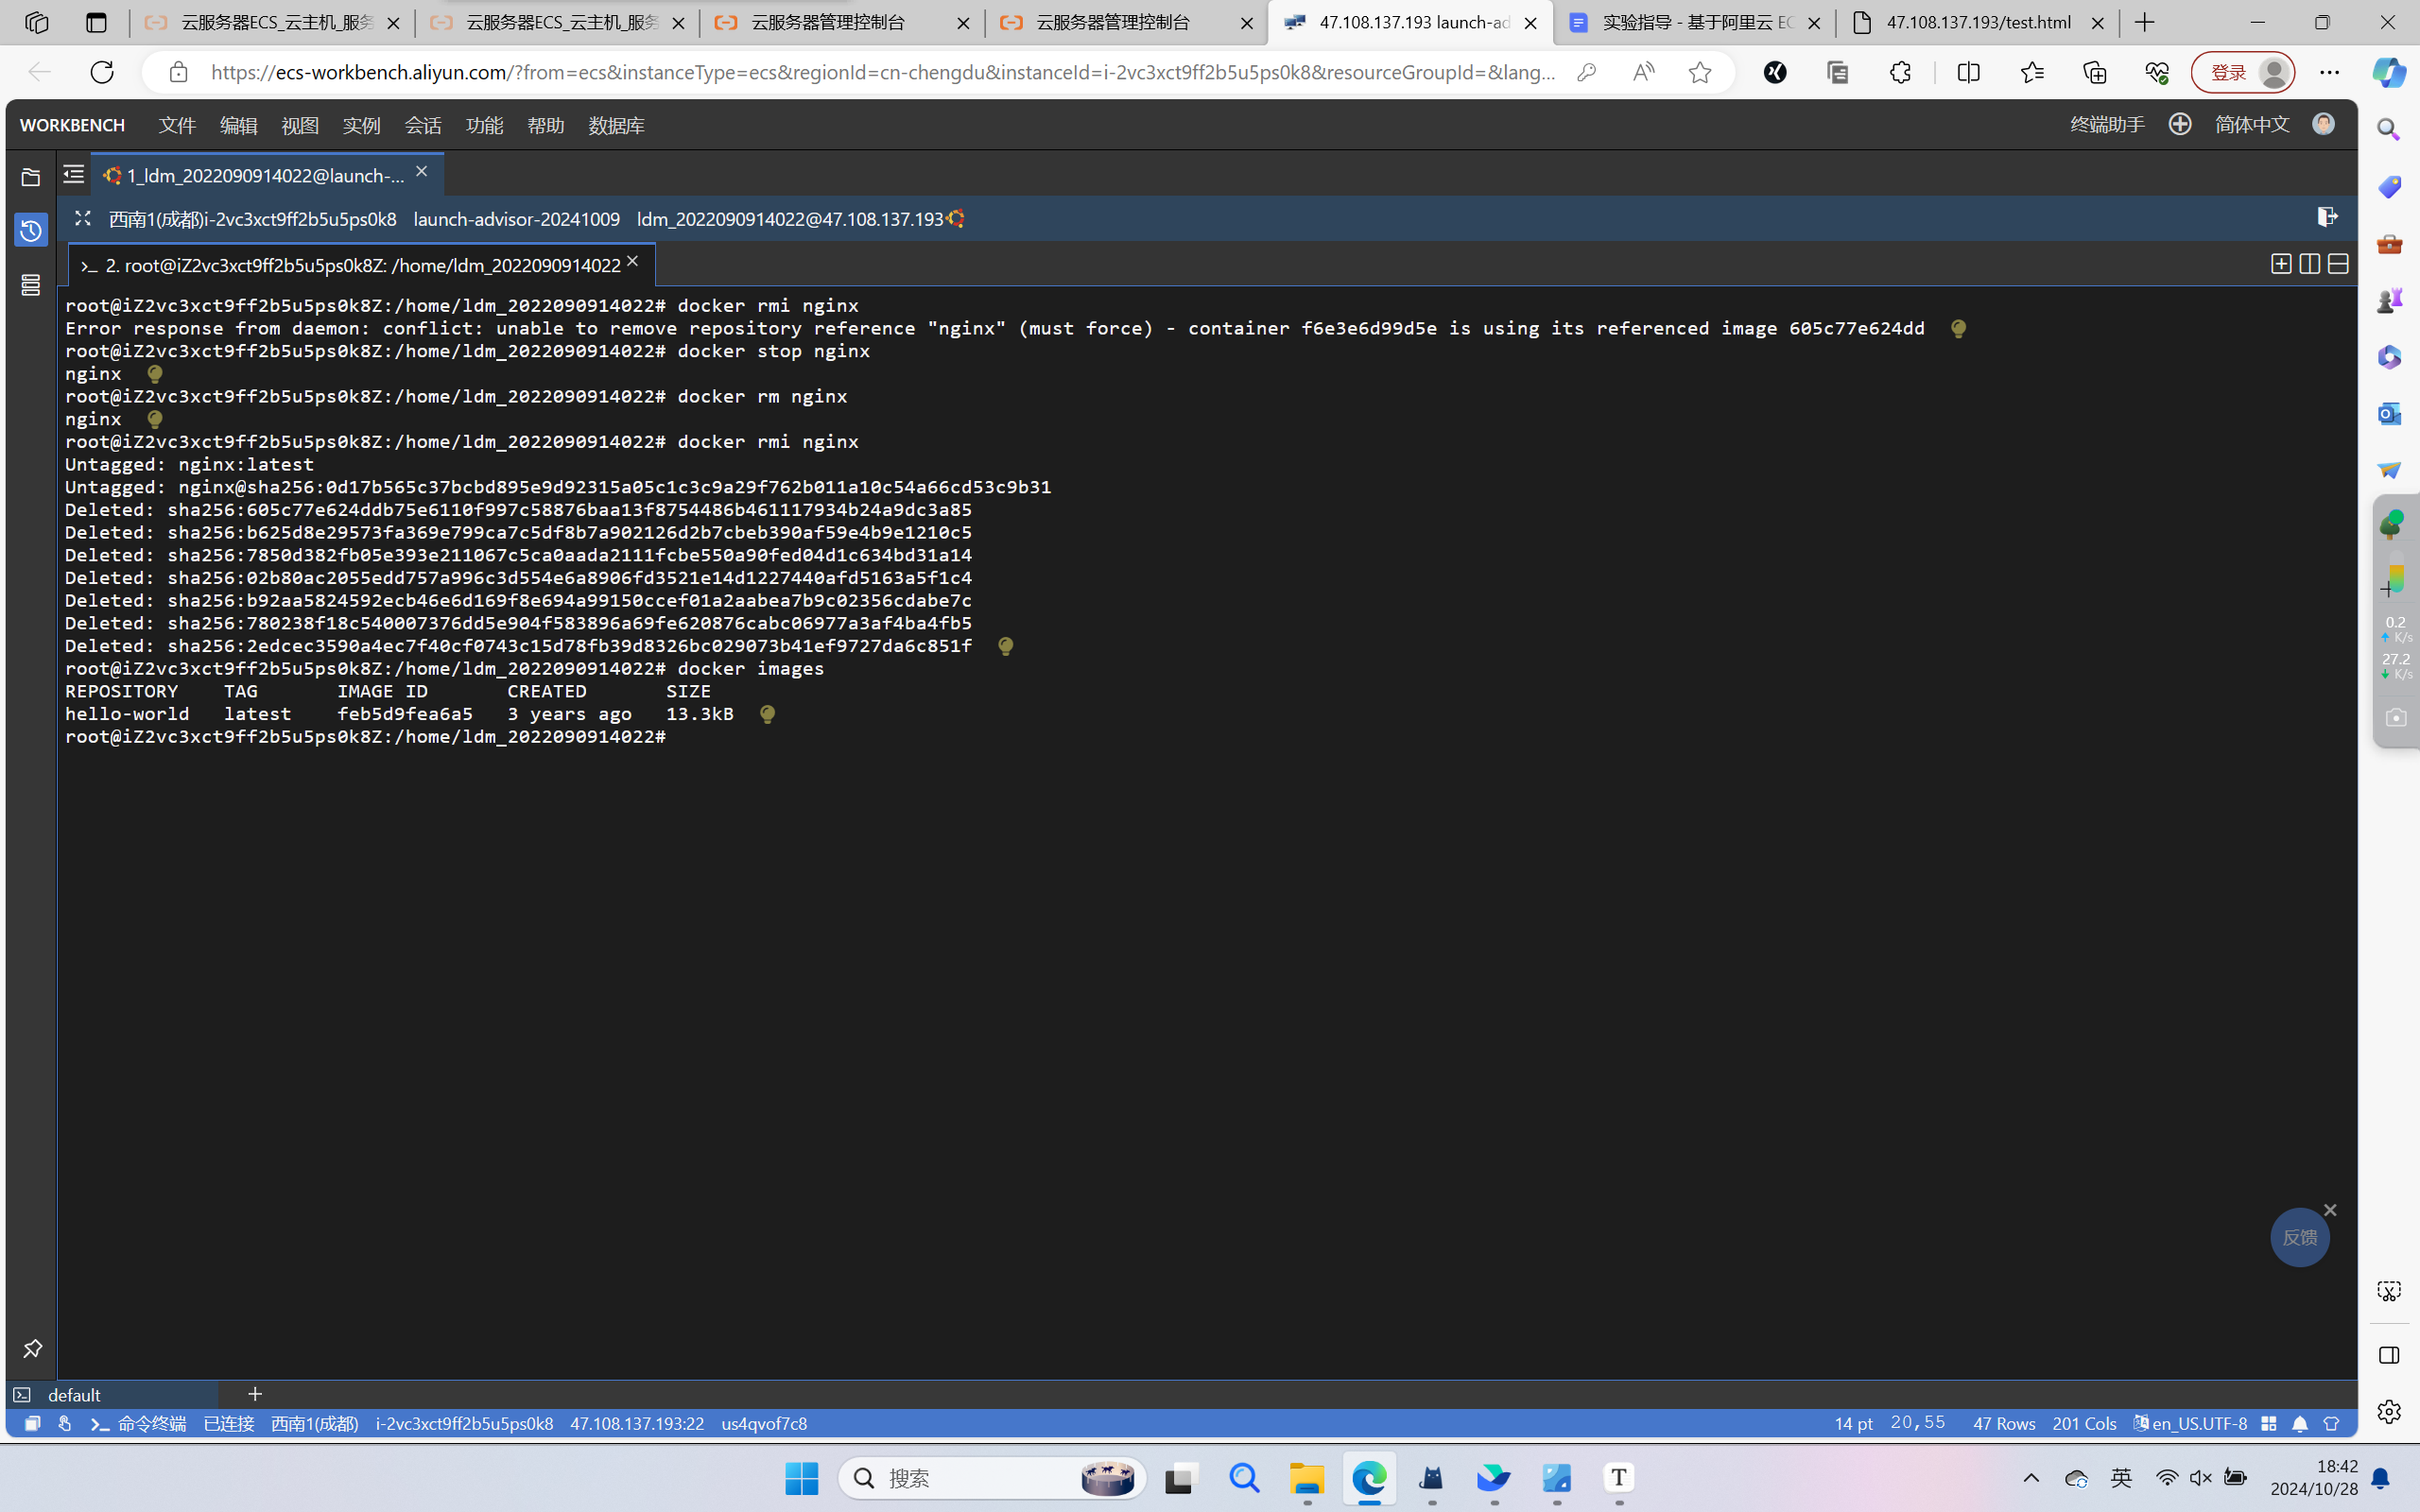 云服务器ECS_云主机_服务
云服务器ECS_云主机_服务
云服务器管理控制台
云服务器管理控制台
47.108.137.193 launch-ad
实验指导 - 基于阿里云 EC
47.108.137.193/test.html
https://ecs-workbench.aliyun.com/?from=ecs&instanceType=ecs&regionId=cn-chengdu&instanceId=i-2vc3xct9ff2b5u5ps0k8&resourceGroupId=&lang...
登录
WORKBENCH 文件 编辑 视图 实例 会话 功能 帮助 数据库
终端助手 简体中文
1_ldm_2022090914022@launch-...
西南1(成都)i-2vc3xct9ff2b5u5ps0k8 launch-advisor-20241009 ldm_2022090914022@47.108.137.193
>_ 2. root@iZ2vc3xct9ff2b5u5ps0k8Z: /home/ldm_2022090914022
root@iZ2vc3xct9ff2b5u5ps0k8Z:/home/ldm_2022090914022# docker rmi nginx
Error response from daemon: conflict: unable to remove repository reference "nginx" (must force) - container f6e3e6d99d5e is using its referenced image 605c77e624dd
root@iZ2vc3xct9ff2b5u5ps0k8Z:/home/ldm_2022090914022# docker stop nginx
nginx
root@iZ2vc3xct9ff2b5u5ps0k8Z:/home/ldm_2022090914022# docker rm nginx
nginx
root@iZ2vc3xct9ff2b5u5ps0k8Z:/home/ldm_2022090914022# docker rmi nginx
Untagged: nginx:latest
Untagged: nginx@sha256:0d17b565c37bcbd895e9d92315a05c1c3c9a29f762b011a10c54a66cd53c9b31
Deleted: sha256:605c77e624ddb75e6110f997c58876baa13f8754486b461117934b24a9dc3a85
Deleted: sha256:b625d8e29573fa369e799ca7c5df8b7a902126d2b7cbeb390af59e4b9e1210c5
Deleted: sha256:7850d382fb05e393e211067c5ca0aada2111fcbe550a90fed04d1c634bd31a14
Deleted: sha256:02b80ac2055edd757a996c3d554e6a8906fd3521e14d1227440afd5163a5f1c4
Deleted: sha256:b92aa5824592ecb46e6d169f8e694a99150ccef01a2aabea7b9c02356cdabe7c
Deleted: sha256:780238f18c540007376dd5e904f583896a69fe620876cabc06977a3af4ba4fb5
Deleted: sha256:2edcec3590a4ec7f40cf0743c15d78fb39d8326bc029073b41ef9727da6c851f
root@iZ2vc3xct9ff2b5u5ps0k8Z:/home/ldm_2022090914022# docker images
REPOSITORY TAG IMAGE ID CREATED SIZE
hello-world latest feb5d9fea6a5 3 years ago 13.3kB
root@iZ2vc3xct9ff2b5u5ps0k8Z:/home/ldm_2022090914022#
0.2
K/s
27.2
K/s
反馈
default
命令终端 已连接 西南1(成都) i-2vc3xct9ff2b5u5ps0k8 47.108.137.193:22 us4qvof7c8
14 pt 20,55 47 Rows 201 Cols en_US.UTF-8
搜索
英
18:42
2024/10/28